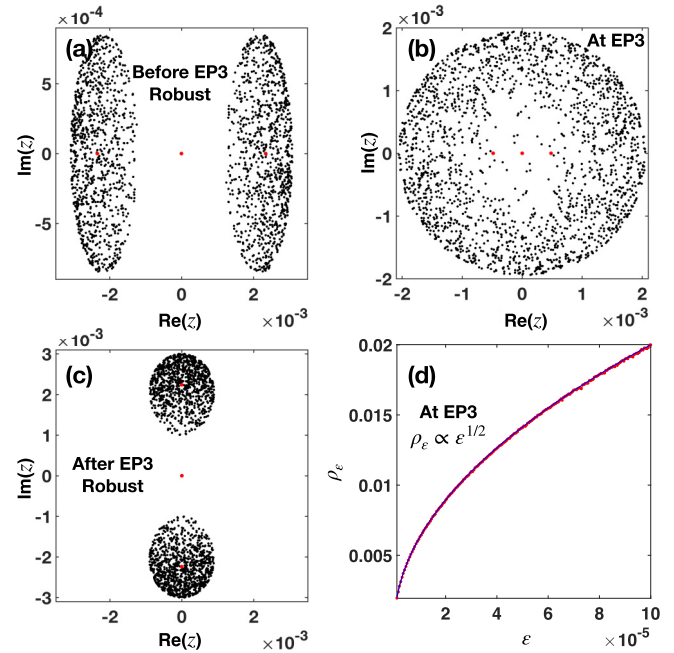 ×10⁻⁴
(a)
Before EP3
Robust
5
0
-5
Im(z)
-2
0
2
Re(z)
×10⁻³
×10⁻³
(b)
At EP3
2
1
0
-1
-2
Im(z)
-2
-1
0
1
2
Re(z)
×10⁻³
×10⁻³
(c)
After EP3
Robust
3
2
1
0
-1
-2
-3
Im(z)
-2
0
2
Re(z)
×10⁻³
(d)
At EP3
ρ_ε ∝ ε^{1/2}
0.02
0.015
0.01
0.005
ρ_ε
2
4
6
8
10
ε
×10⁻⁵